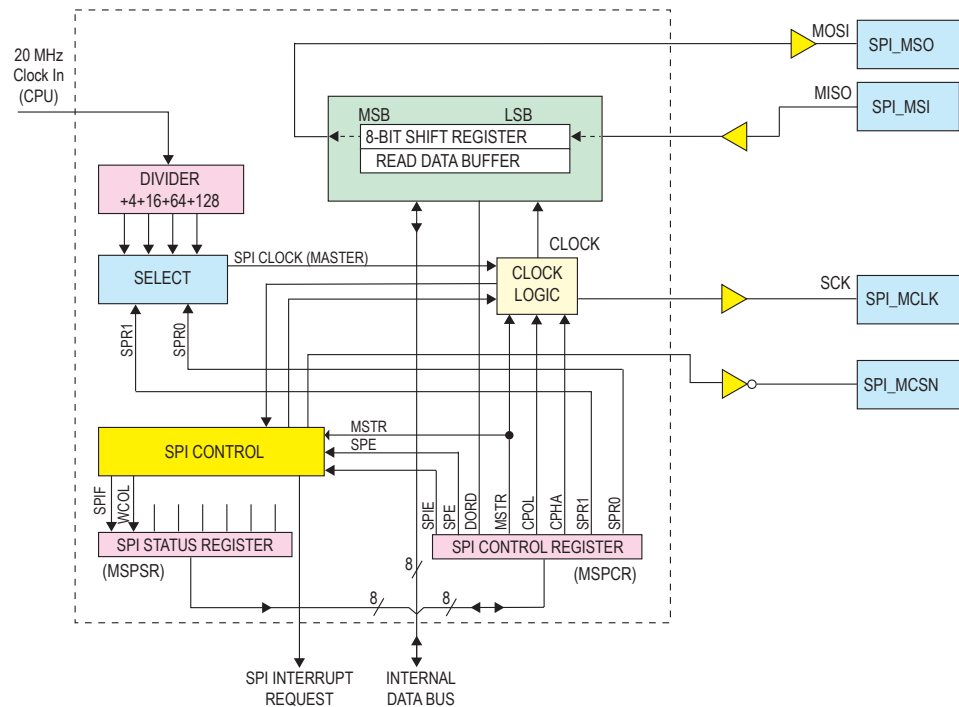 20 MHz
Clock In
(CPU)
MOSI
SPI_MSO
MISO
SPI_MSI
MSB LSB
8-BIT SHIFT REGISTER
READ DATA BUFFER
DIVIDER
+4+16+64+128
SELECT
SPI CLOCK (MASTER)
CLOCK
CLOCK
LOGIC
SCK
SPI_MCLK
SPI_MCSN
SPR1
SPR0
SPI CONTROL
MSTR
SPE
SPIF
WCOL
SPIE
SPE
DORD
MSTR
CPOL
CPHA
SPR1
SPR0
SPI STATUS REGISTER
(MSPSR)
SPI CONTROL REGISTER
(MSPCR)
8
8
8
SPI INTERRUPT
REQUEST
INTERNAL
DATA BUS